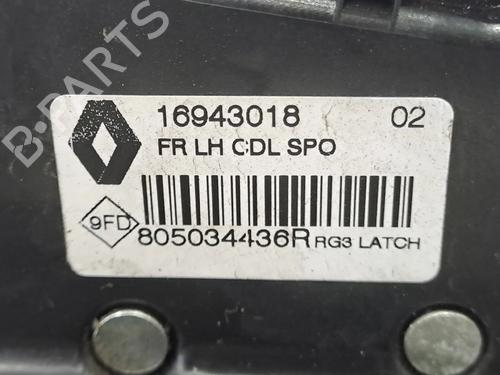 B-PARTS
16943018 02
FR LH CDL SPO
9FD
805034436R RG3 LATCH